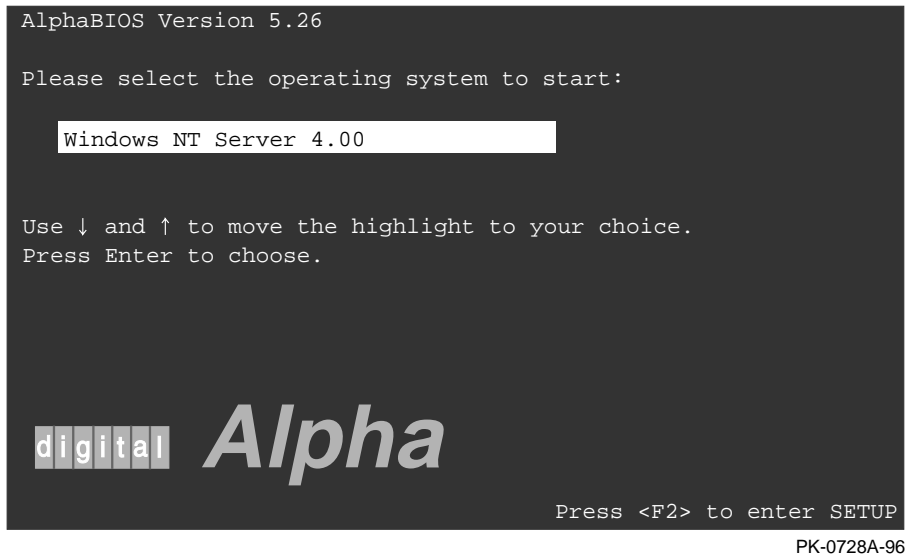 AlphaBIOS Version 5.26
Please select the operating system to start:
Windows NT Server 4.00
Use ↓ and ↑ to move the highlight to your choice.
Press Enter to choose.
digital Alpha
Press <F2> to enter SETUP
PK-0728A-96